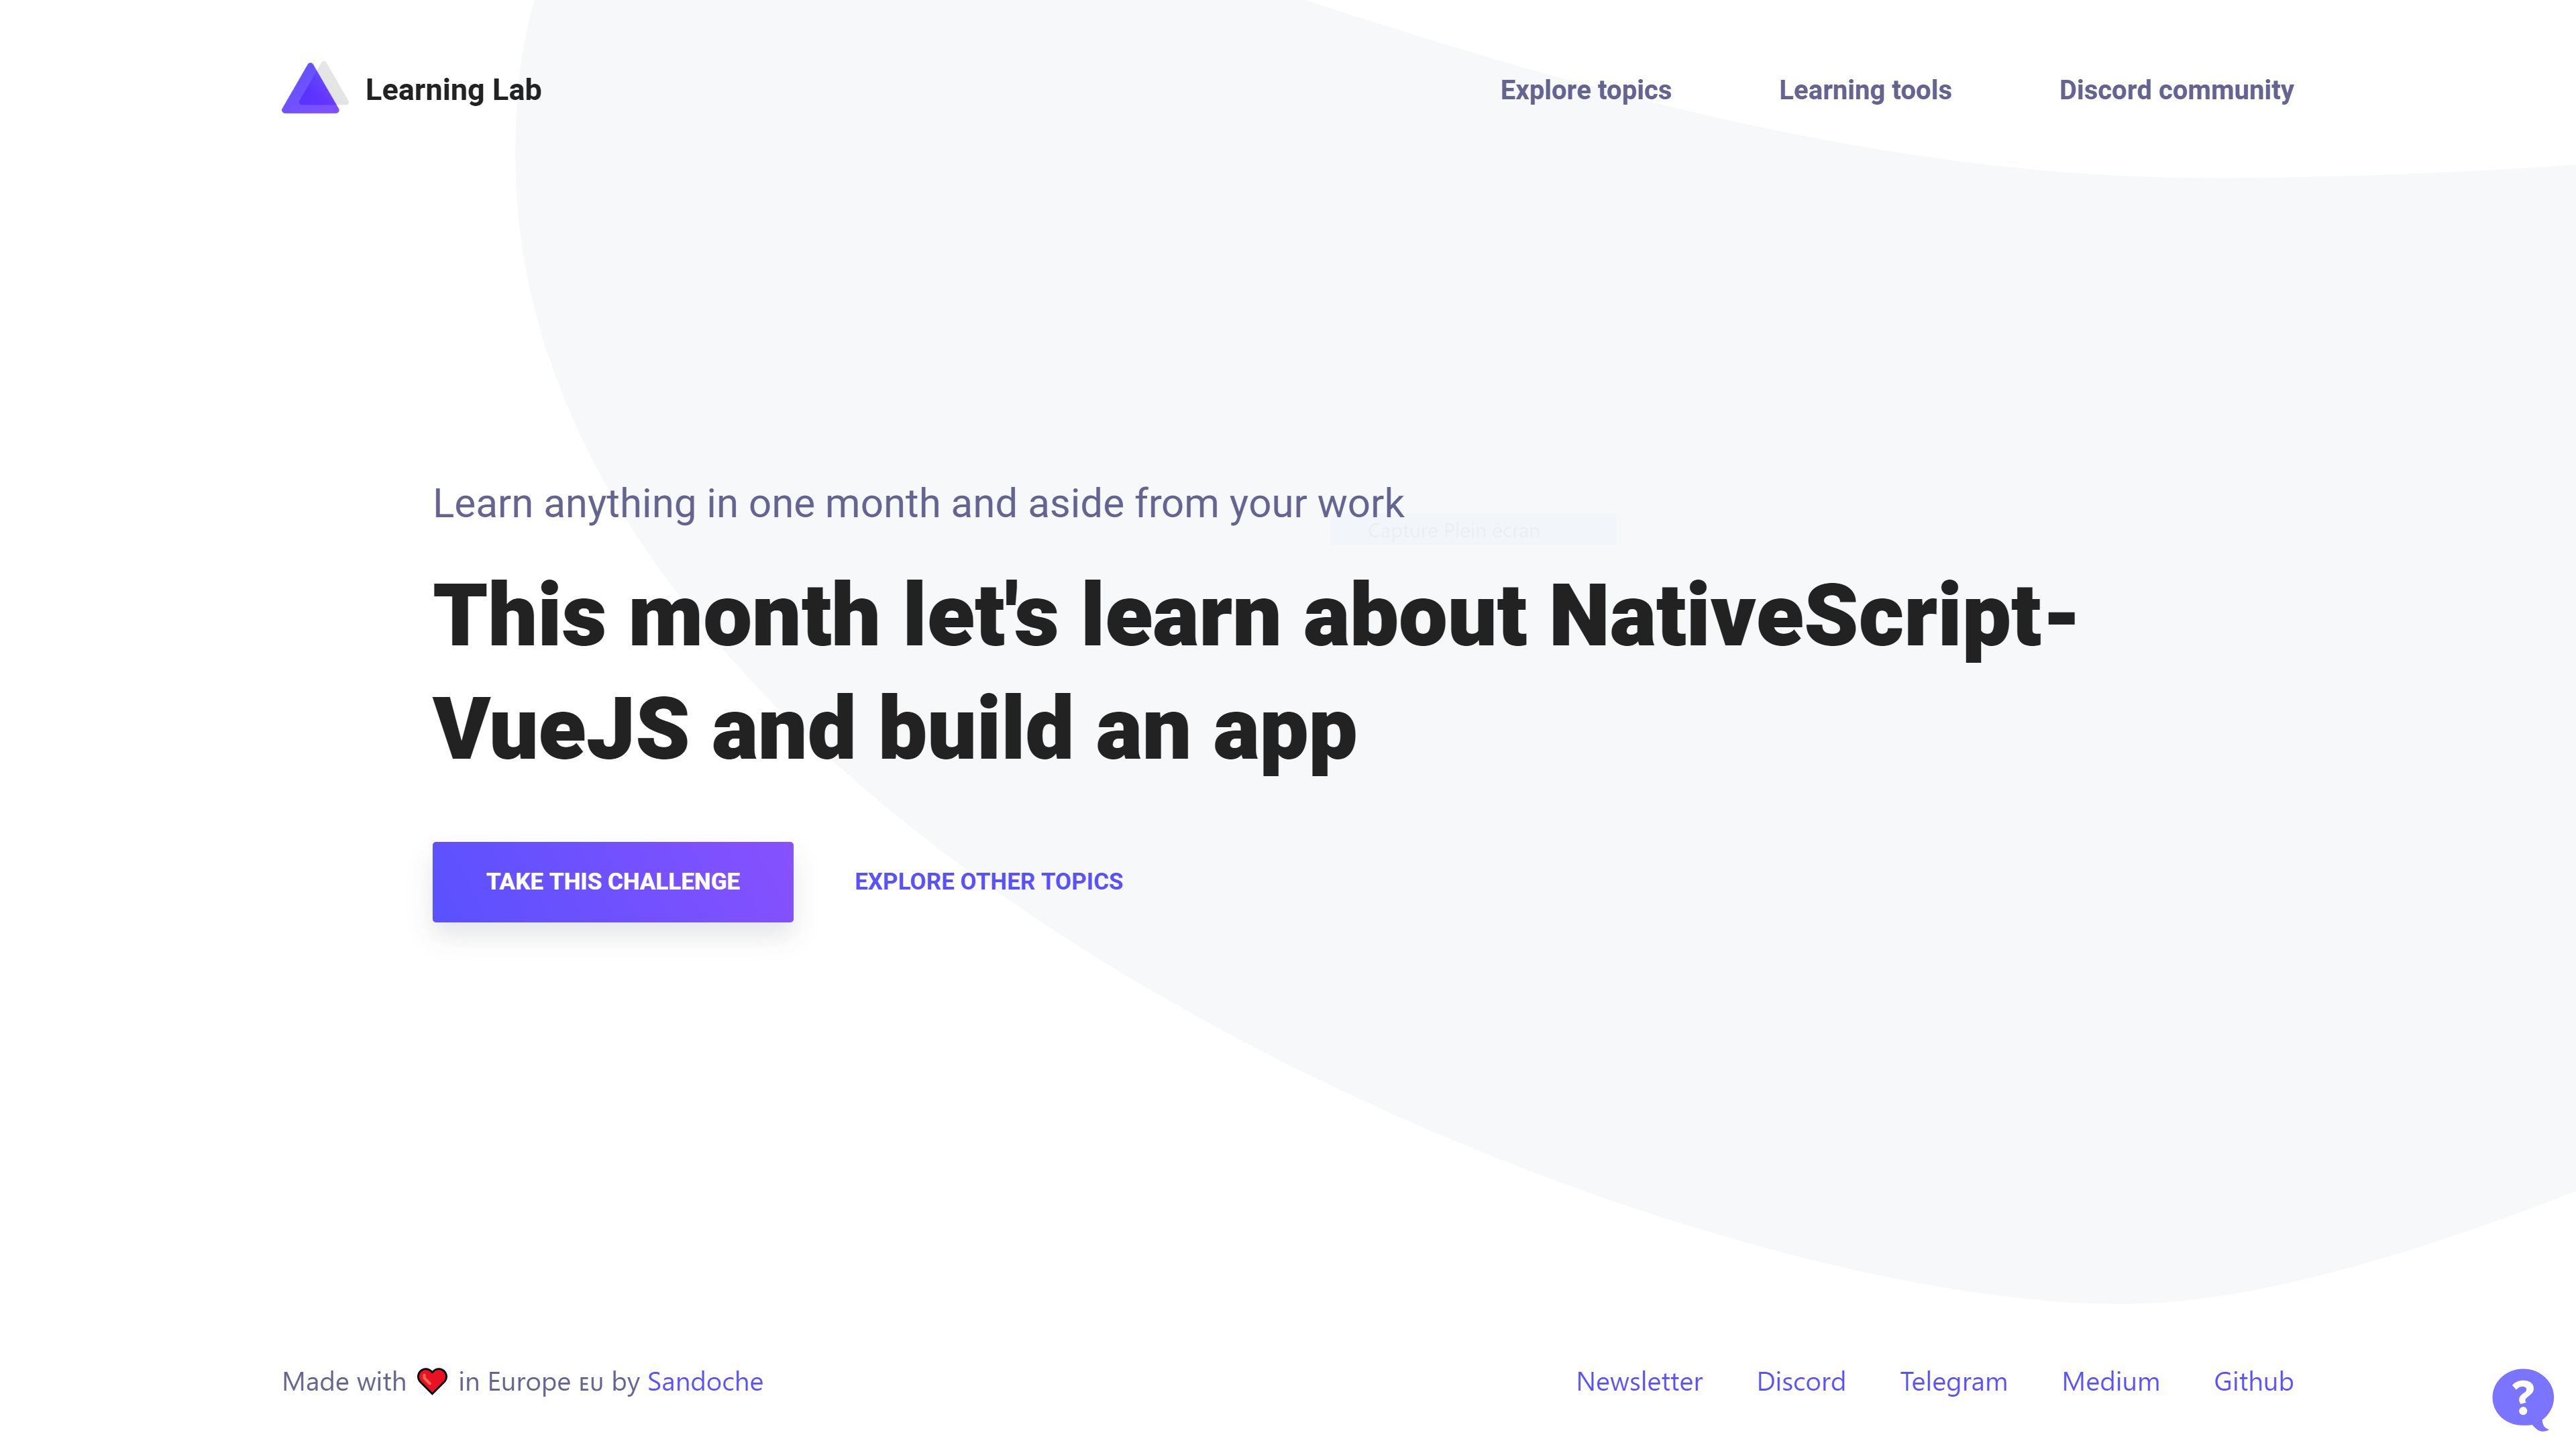 Learning Lab
Explore topics
Learning tools
Discord community
Learn anything in one month and aside from your work
Capture Plein écran
This month let's learn about NativeScript-
VueJS and build an app
TAKE THIS CHALLENGE
EXPLORE OTHER TOPICS
Made with ❤ in Europe EU by Sandoche
Newsletter
Discord
Telegram
Medium
Github
?